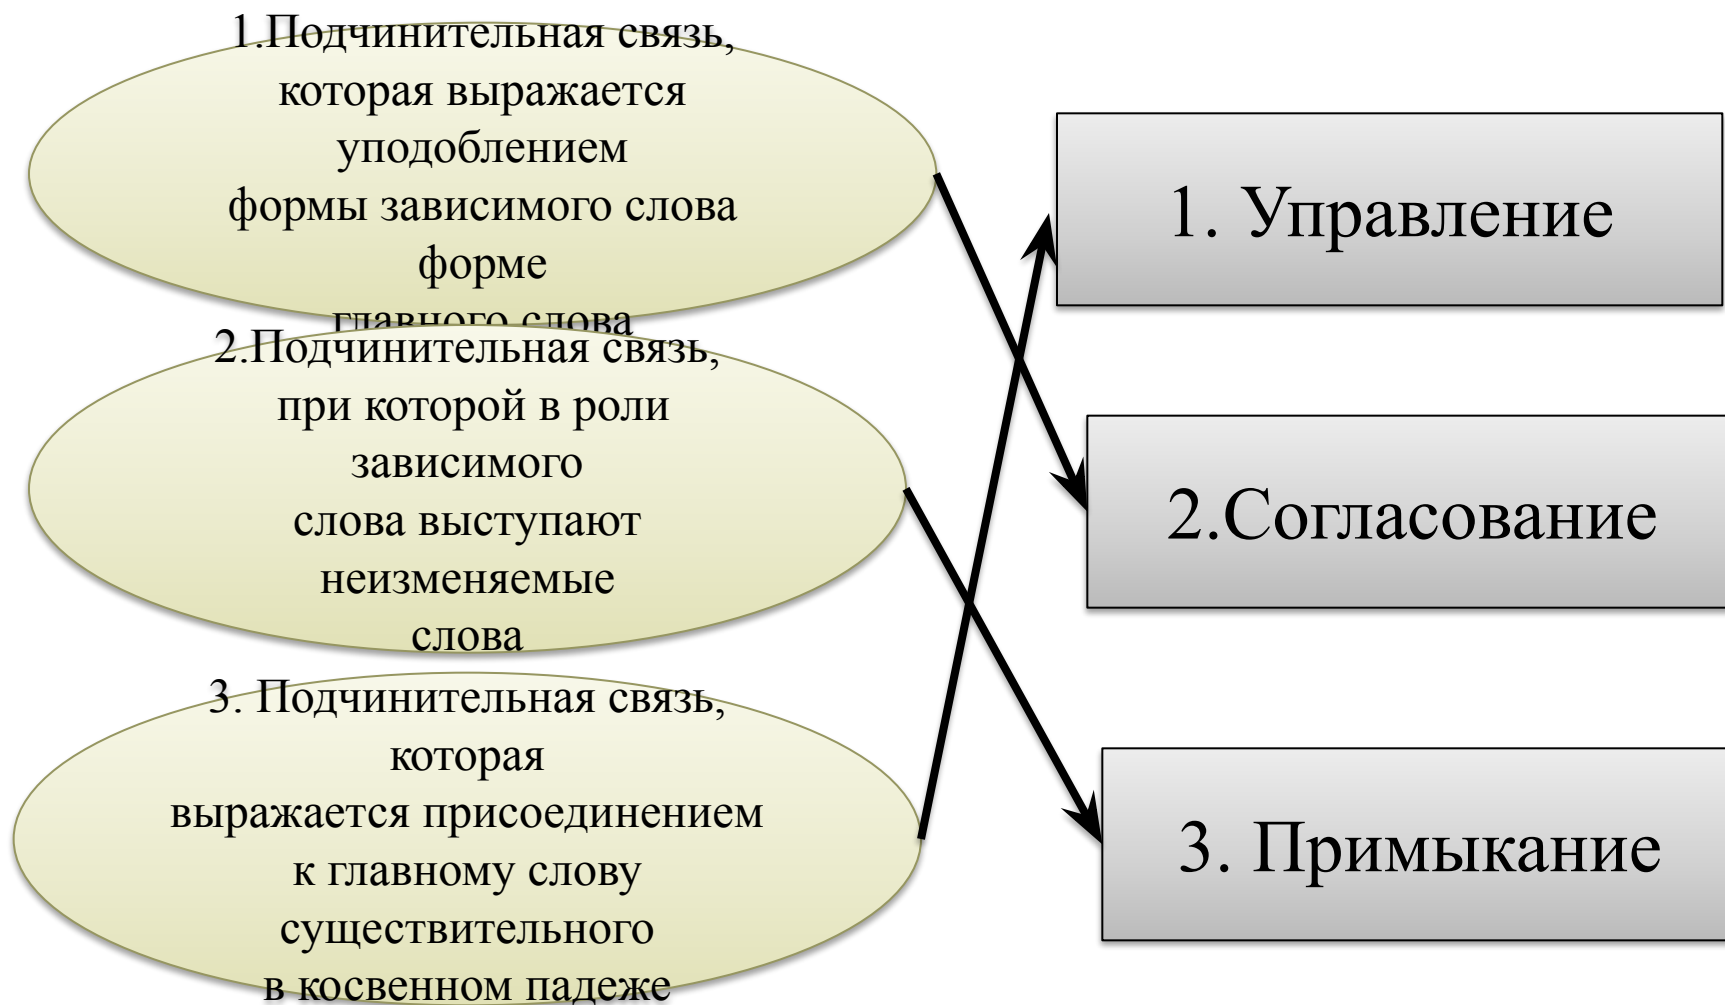 1.Подчинительная связь,
которая выражается
уподоблением
формы зависимого слова
форме
главного слова
2.Подчинительная связь,
при которой в роли
зависимого
слова выступают
неизменяемые
слова
3. Подчинительная связь,
которая
выражается присоединением
к главному слову
существительного
в косвенном падеже
1. Управление
2.Согласование
3. Примыкание